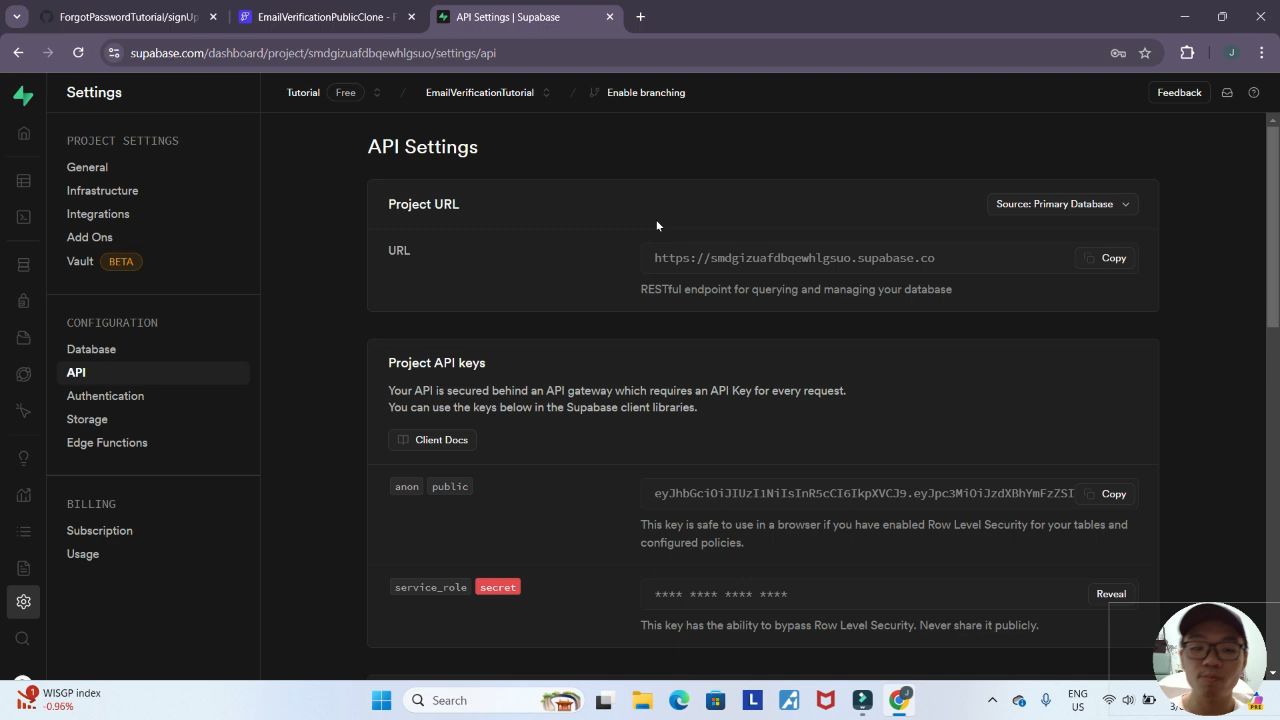 ForgotPasswordTutorial/signUp
EmailVerificationPublicClone - F
API Settings | Supabase
supabase.com/dashboard/project/smdgizuafdbqewhlgsuo/settings/api
J
Settings
Tutorial Free / EmailVerificationTutorial / Enable branching
Feedback
PROJECT SETTINGS
General
Infrastructure
Integrations
Add Ons
Vault BETA
CONFIGURATION
Database
API
Authentication
Storage
Edge Functions
BILLING
Subscription
Usage
API Settings
Project URL
Source: Primary Database
URL
https://smdgizuafdbqewhlgsuo.supabase.co
Copy
RESTful endpoint for querying and managing your database
Project API keys
Your API is secured behind an API gateway which requires an API Key for every request.
You can use the keys below in the Supabase client libraries.
Client Docs
anon public
eyJhbGciOiJIUzI1NiIsInR5cCI6IkpXVCJ9.eyJpc3MiOiJzdXBhYmFzZSI
Copy
This key is safe to use in a browser if you have enabled Row Level Security for your tables and
configured policies.
service_role secret
**** **** **** ****
Reveal
This key has the ability to bypass Row Level Security. Never share it publicly.
1
WISGP index
-0.96%
Search
L
J
ENG
US
PRE